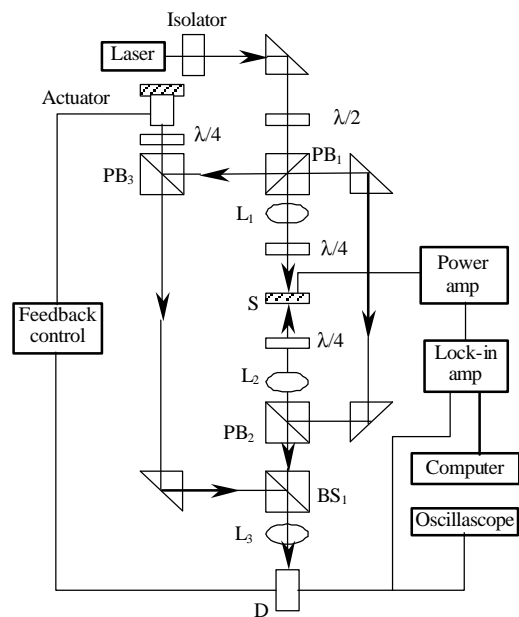 Isolator
Laser
Actuator
λ/2
λ/4
PB1
PB3
L1
λ/4
Power
amp
S
Feedback
control
λ/4
Lock-in
amp
L2
PB2
Computer
BS1
Oscillascope
L3
D